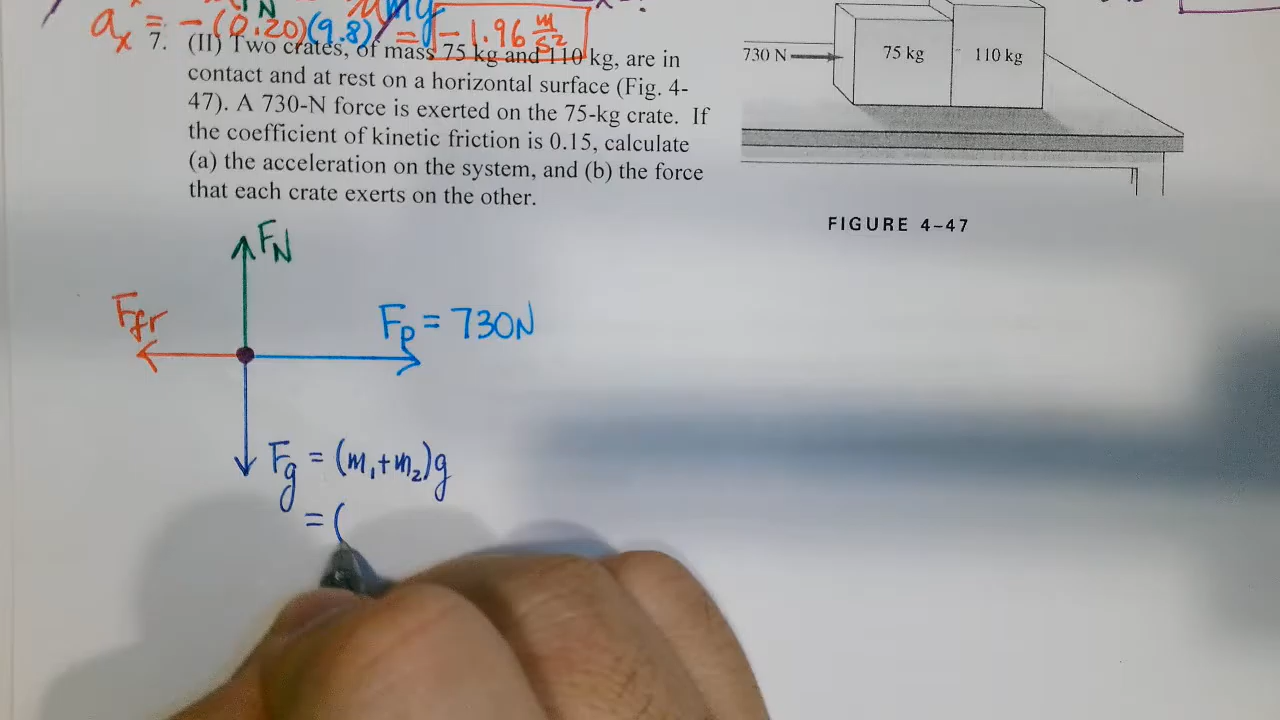 a_x = -(0.20)(9.8) = -1.96 m/s²
7. (II) Two crates, of mass 75 kg and 110 kg, are in
contact and at rest on a horizontal surface (Fig. 4-
47). A 730-N force is exerted on the 75-kg crate. If
the coefficient of kinetic friction is 0.15, calculate
(a) the acceleration on the system, and (b) the force
that each crate exerts on the other.
730 N
75 kg
110 kg
FIGURE 4-47
F_N
F_fr
F_p = 730N
F_g = (m₁+m₂)g
= (